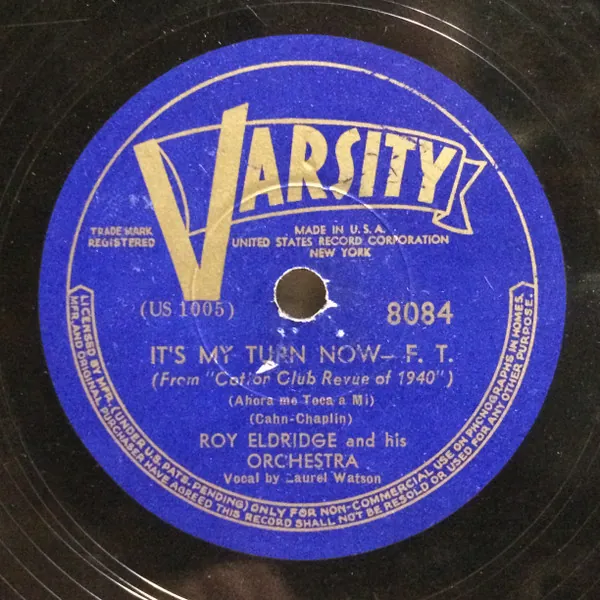 VARSITY
TRADE MARK
REGISTERED
MADE IN U.S.A.
UNITED STATES RECORD CORPORATION
NEW YORK
(US 1005)
8084
IT'S MY TURN NOW— F. T.
(From "Cotton Club Revue of 1940")
(Ahora me Toca a Mi)
(Cahn-Chaplin)
ROY ELDRIDGE and his
ORCHESTRA
Vocal by Laurel Watson
LICENSED BY MFR. (UNDER U.S. PATS. PENDING) ONLY FOR NON-COMMERCIAL USE ON PHONOGRAPHS IN HOMES.
MFR. AND ORIGINAL PURCHASER HAVE AGREED THIS RECORD SHALL NOT BE RESOLD OR USED FOR ANY OTHER PURPOSE.